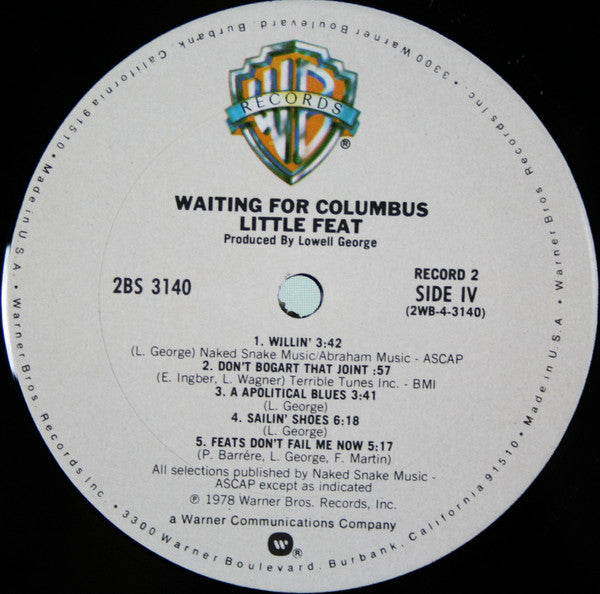 WB RECORDS
®
WAITING FOR COLUMBUS
LITTLE FEAT
Produced By Lowell George
2BS 3140
RECORD 2
SIDE IV
(2WB-4-3140)
1. WILLIN' 3:42
(L. George) Naked Snake Music/Abraham Music - ASCAP
2. DON'T BOGART THAT JOINT :57
(E. Ingber, L. Wagner) Terrible Tunes Inc. - BMI
3. A APOLITICAL BLUES 3:41
(L. George)
4. SAILIN' SHOES 6:18
(L. George)
5. FEATS DON'T FAIL ME NOW 5:17
(P. Barrére, L. George, F. Martin)
All selections published by Naked Snake Music -
ASCAP except as indicated
℗ 1978 Warner Bros. Records, Inc.
a Warner Communications Company
W ®
Warner Bros. Records Inc. • 3300 Warner Boulevard, Burbank, California 91510 • Made in U.S.A. • Warner Bros. Records Inc. • 3300 Warner Boulevard, Burbank, California 91510 • Made in U.S.A. •